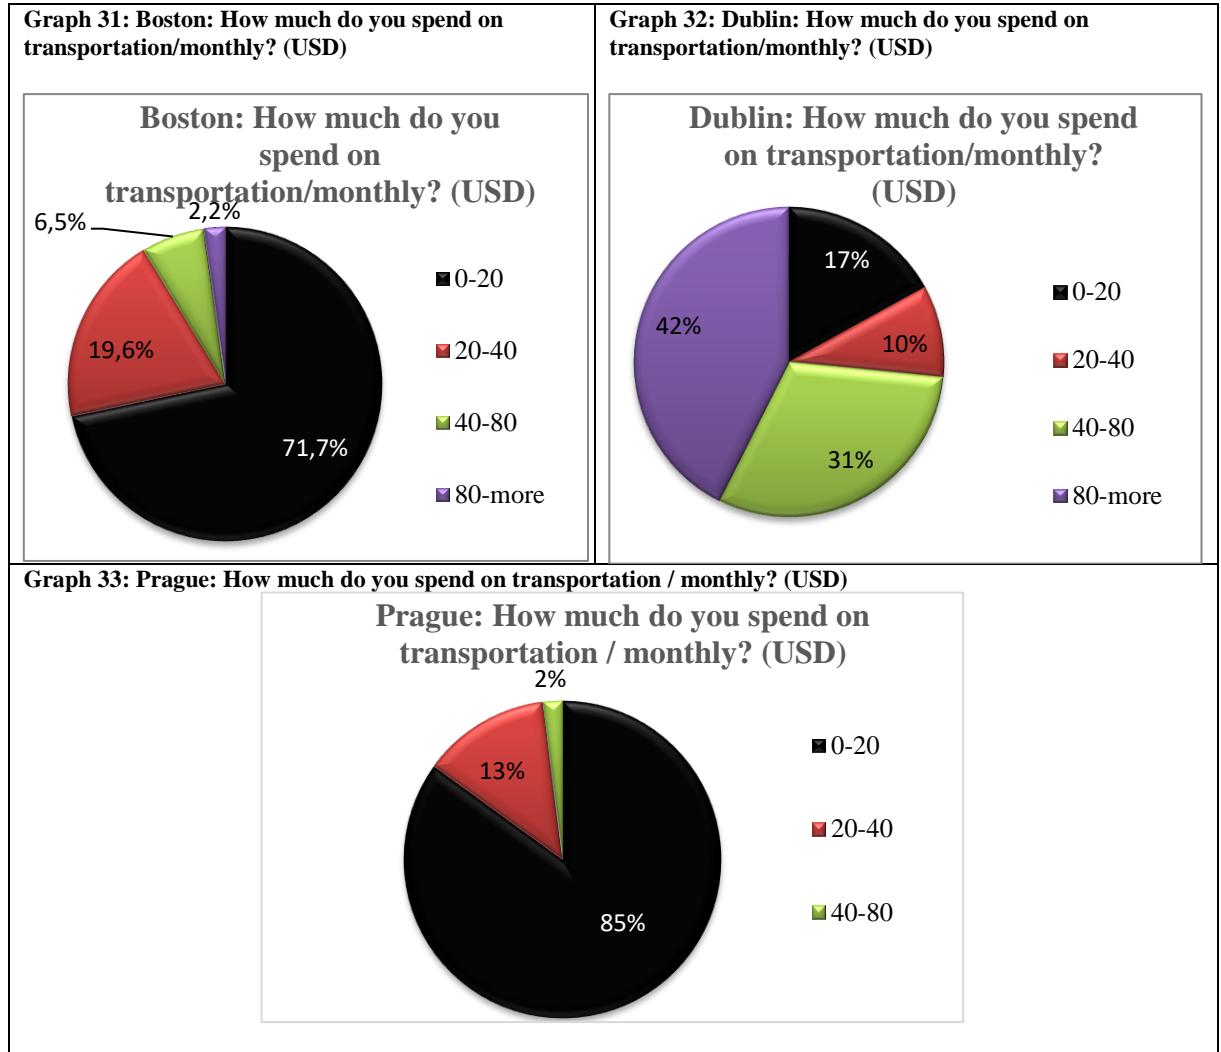 Graph 31: Boston: How much do you spend on
transportation/monthly? (USD)
Boston: How much do you
spend on
transportation/monthly? (USD)
6,5%
2,2%
19,6%
71,7%
0-20
20-40
40-80
80-more
Graph 32: Dublin: How much do you spend on
transportation/monthly? (USD)
Dublin: How much do you spend
on transportation/monthly?
(USD)
17%
42%
10%
31%
0-20
20-40
40-80
80-more
Graph 33: Prague: How much do you spend on transportation / monthly? (USD)
Prague: How much do you spend on
transportation / monthly? (USD)
2%
13%
85%
0-20
20-40
40-80